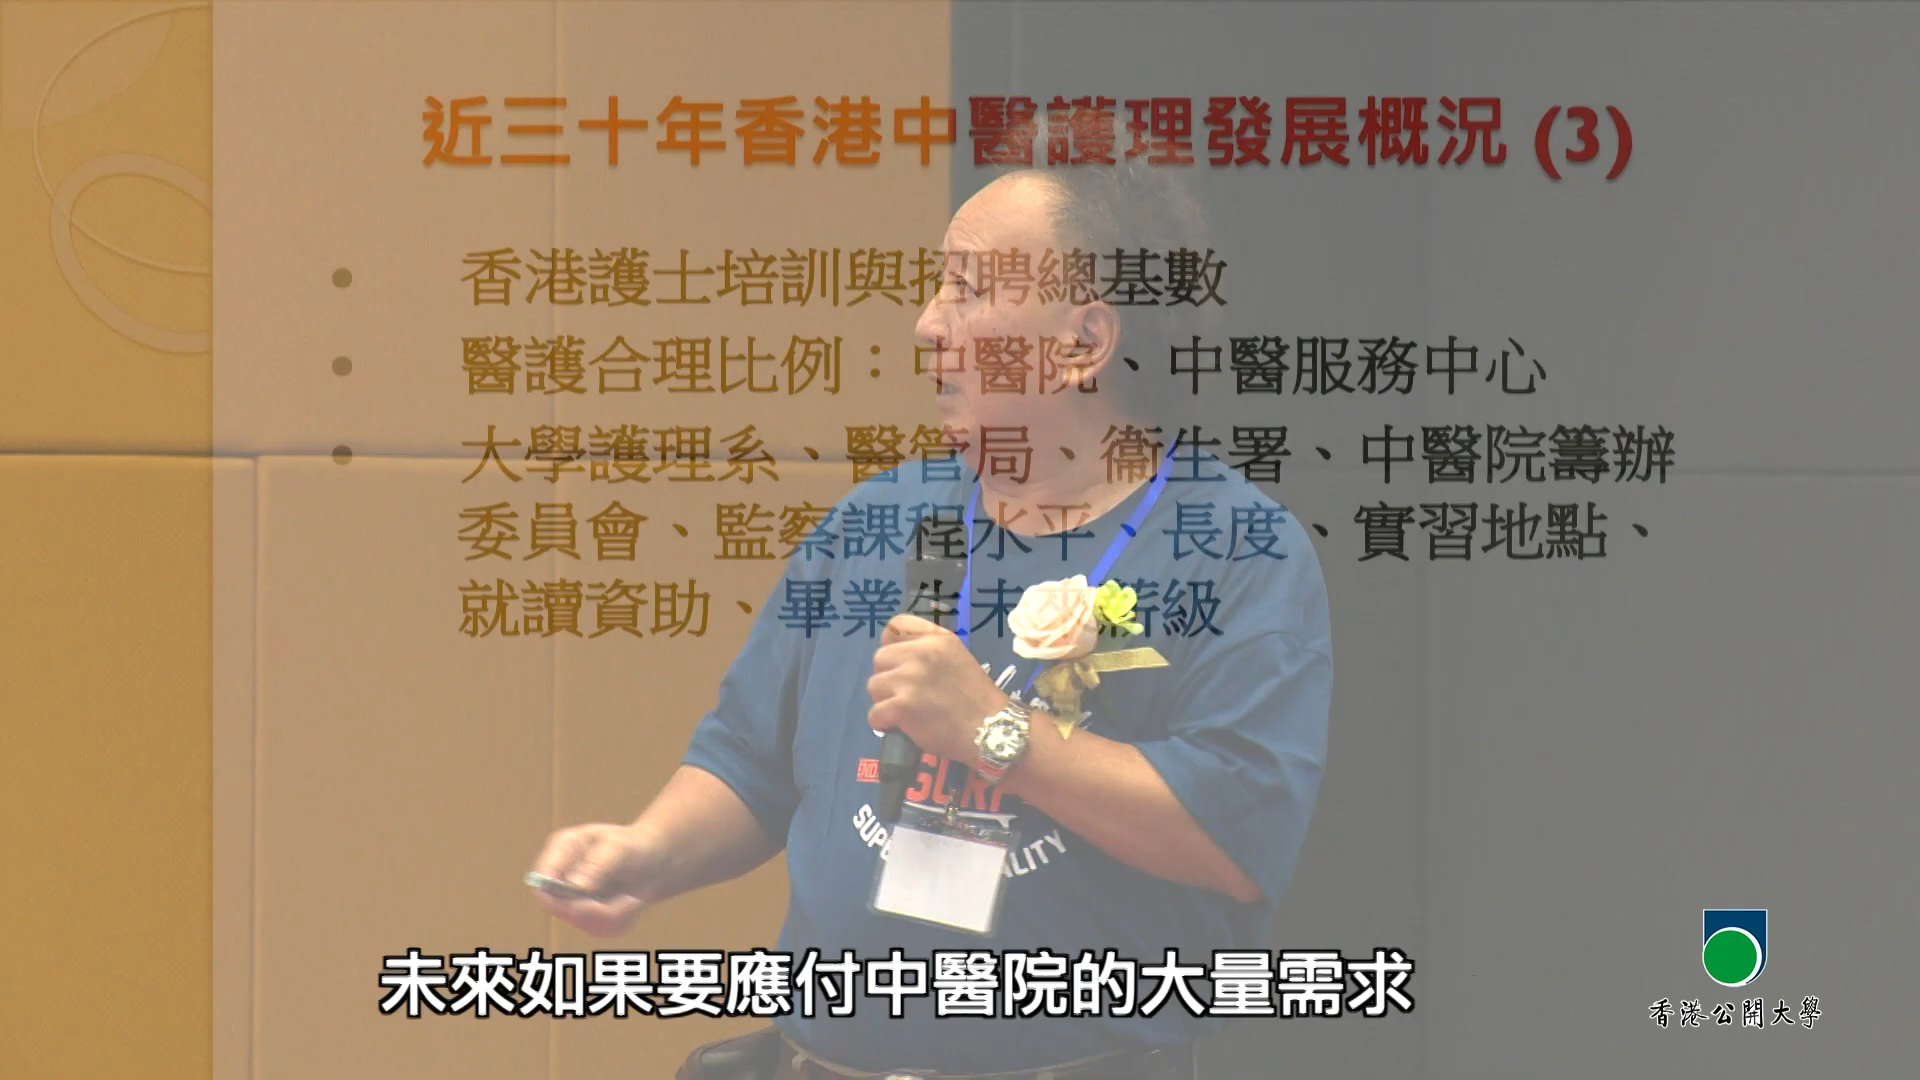 近三十年香港中醫護理發展概況 (3)
• 香港護士培訓與招聘總基數
• 醫護合理比例：中醫院、中醫服務中心
• 大學護理系、醫管局、衞生署、中醫院籌辦
委員會、監察課程水平、長度、實習地點、
就讀資助、畢業生未來薪級
未來如果要應付中醫院的大量需求
香港公開大學